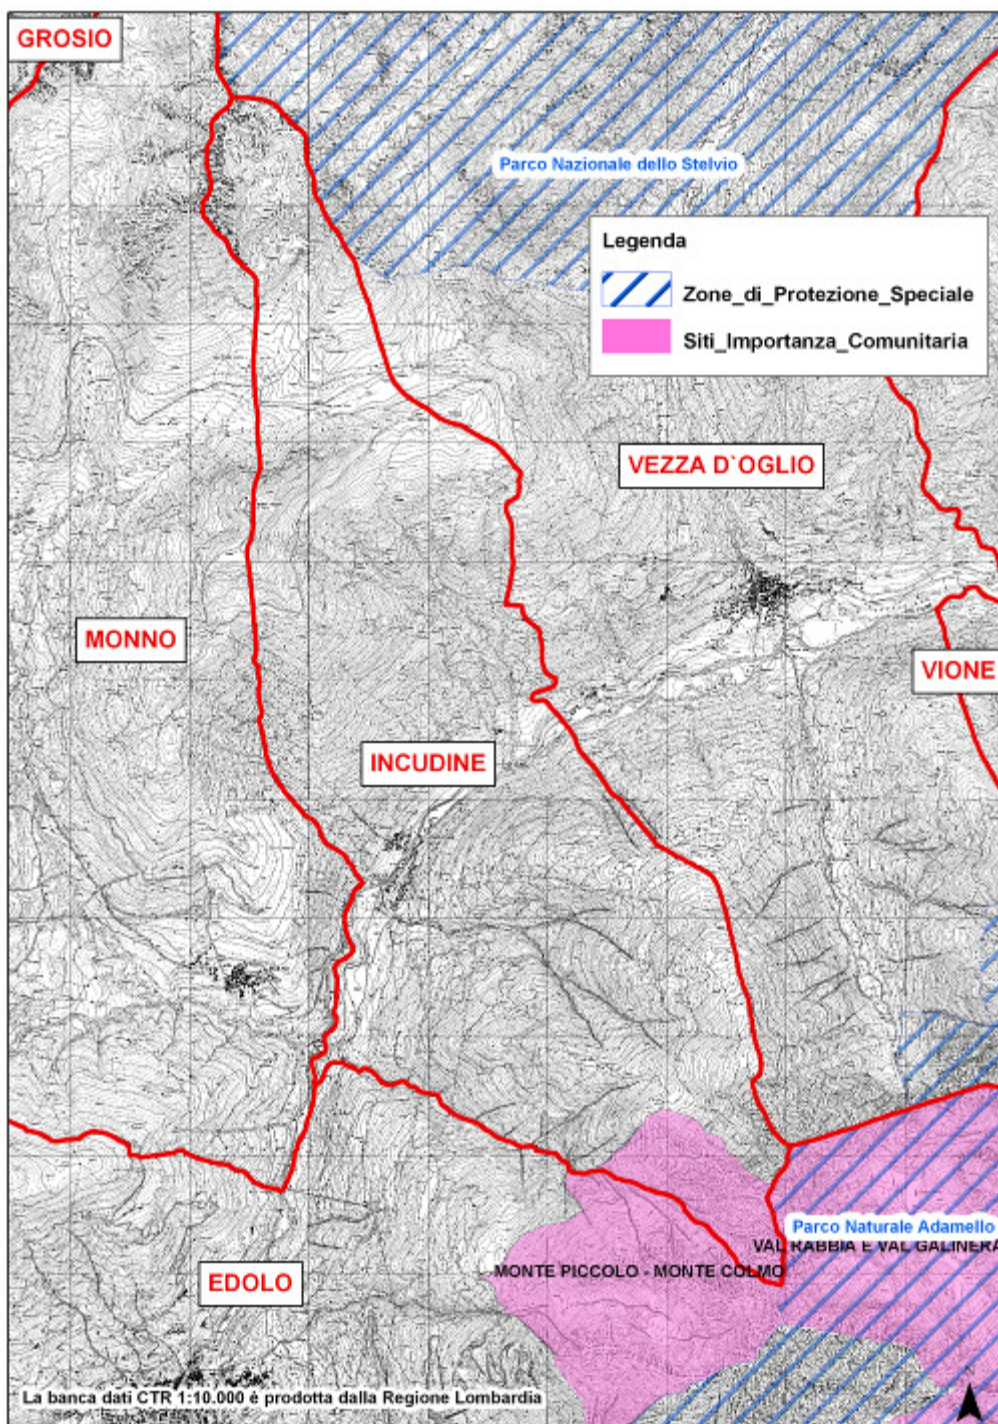 GROSIO
Parco Nazionale dello Stelvio
Legenda
Zone_di_Protezione_Speciale
Siti_Importanza_Comunitaria
VEZZA D`OGLIO
MONNO
VIONE
INCUDINE
Parco Naturale Adamello
VAL RABBIA E VAL GALINERA
MONTE PICCOLO - MONTE COLMO
EDOLO
La banca dati CTR 1:10.000 é prodotta dalla Regione Lombardia